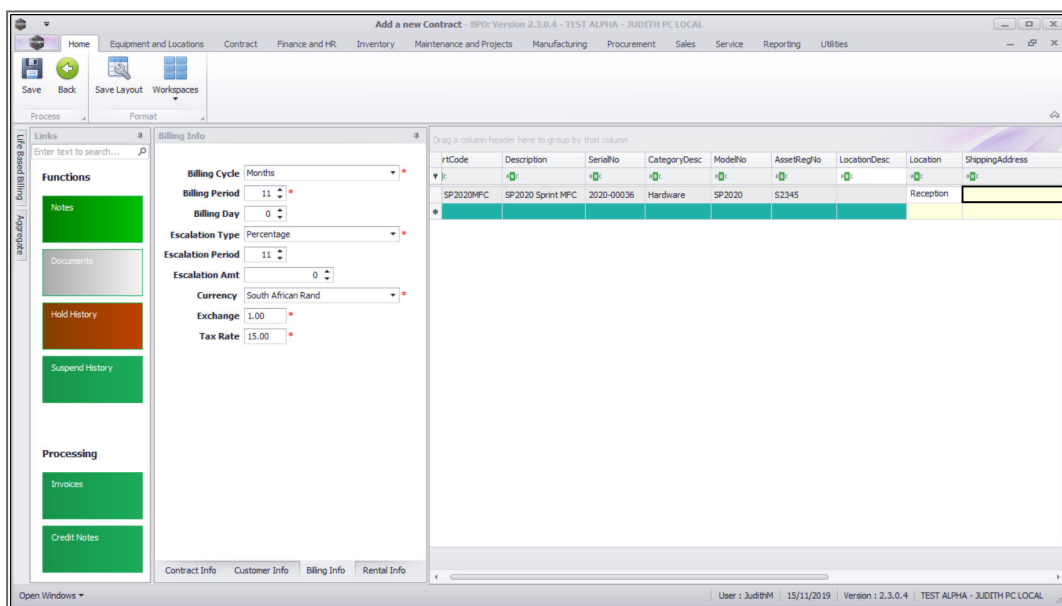 Add a new Contract - BPO: Version 2.3.0.4 - TEST ALPHA - JUDITH PC LOCAL
Home Equipment and Locations Contract Finance and HR Inventory Maintenance and Projects Manufacturing Procurement Sales Service Reporting Utilities
Save Back Save Layout Workspaces
Process Format
Life Based Billing
Aggregate
Links
Enter text to search...
Functions
Notes
Documents
Hold History
Suspend History
Processing
Invoices
Credit Notes
Billing Info
Billing Cycle Months *
Billing Period 11 *
Billing Day 0
Escalation Type Percentage *
Escalation Period 11
Escalation Amt 0
Currency South African Rand *
Exchange 1.00 *
Tax Rate 15.00 *
Contract Info Customer Info Billing Info Rental Info
Drag a column header here to group by that column
rtCode Description SerialNo CategoryDesc ModelNo AssetRegNo LocationDesc Location ShippingAddress
SP2020MFC SP2020 Sprint MFC 2020-00036 Hardware SP2020 S2345 Reception
Open Windows User : JudithM 15/11/2019 Version : 2.3.0.4 TEST ALPHA - JUDITH PC LOCAL